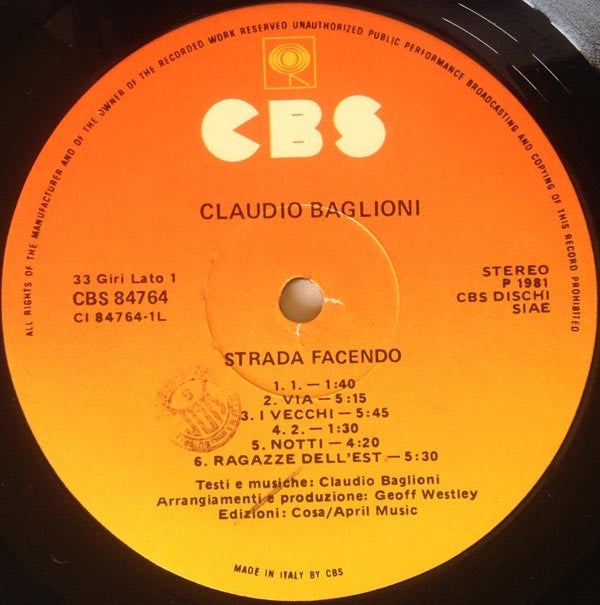 ALL RIGHTS OF THE MANUFACTURER AND OF THE OWNER OF THE RECORDED WORK RESERVED UNAUTHORIZED PUBLIC PERFORMANCE BROADCASTING AND COPYING OF THIS RECORD PROHIBITED
CBS
CLAUDIO BAGLIONI
33 Giri Lato 1
CBS 84764
CI 84764-1L
STEREO
P 1981
CBS DISCHI
SIAE
STRADA FACENDO
1. 1. — 1:40
2. VIA — 5:15
3. I VECCHI — 5:45
4. 2. — 1:30
5. NOTTI — 4:20
6. RAGAZZE DELL'EST — 5:30
Testi e musiche: Claudio Baglioni
Arrangiamenti e produzione: Geoff Westley
Edizioni: Cosa/April Music
MADE IN ITALY BY CBS